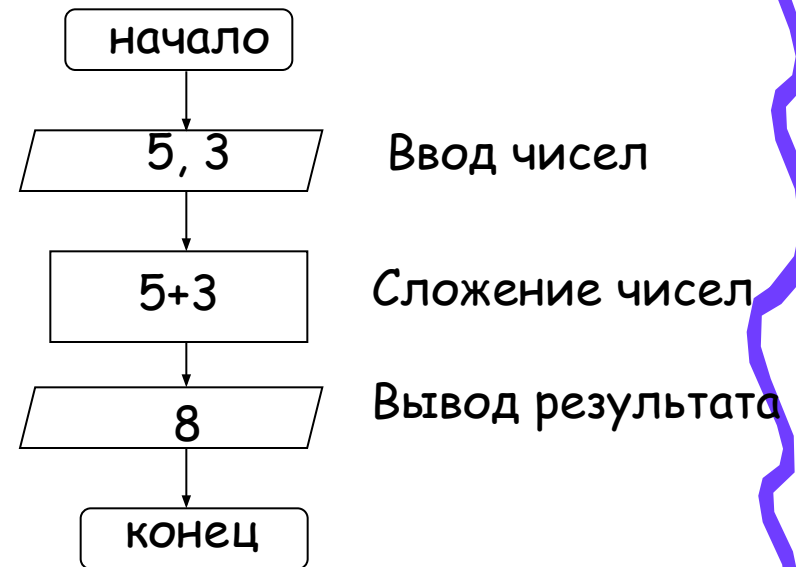 начало
5, 3
Ввод чисел
5+3
Сложение чисел
8
Вывод результата
конец